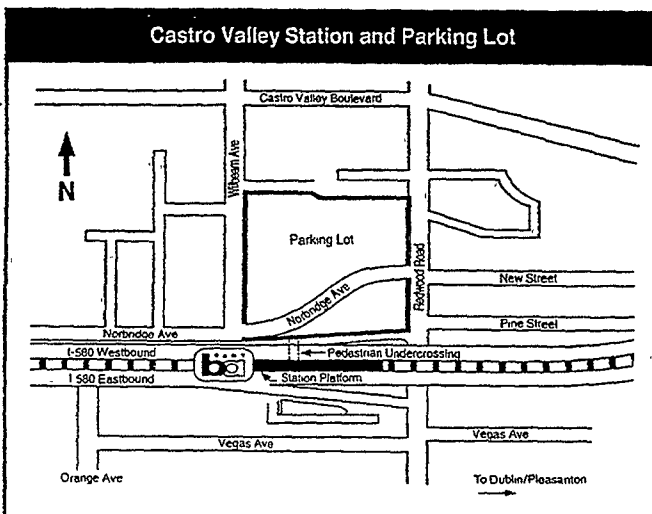 Castro Valley Station and Parking Lot
Castro Valley Boulevard
Wilbeam Ave
N
Parking Lot
Redwood Road
New Street
Norbridge Ave
Norbridge Ave
Pine Street
I-580 Westbound
Pedestrian Undercrossing
ba
I 580 Eastbound
Station Platform
Vegas Ave
Vegas Ave
Orange Ave
To Dublin/Pleasanton